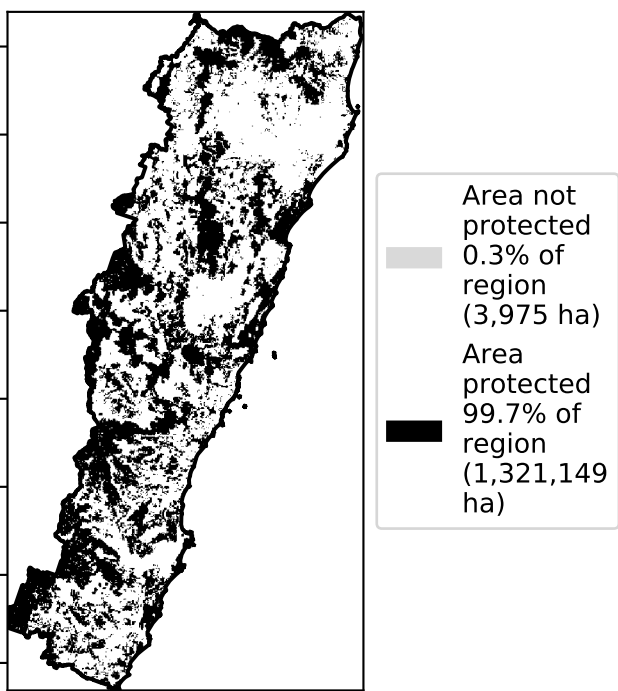 Area not
protected
0.3% of
region
(3,975 ha)
Area
protected
99.7% of
region
(1,321,149
ha)